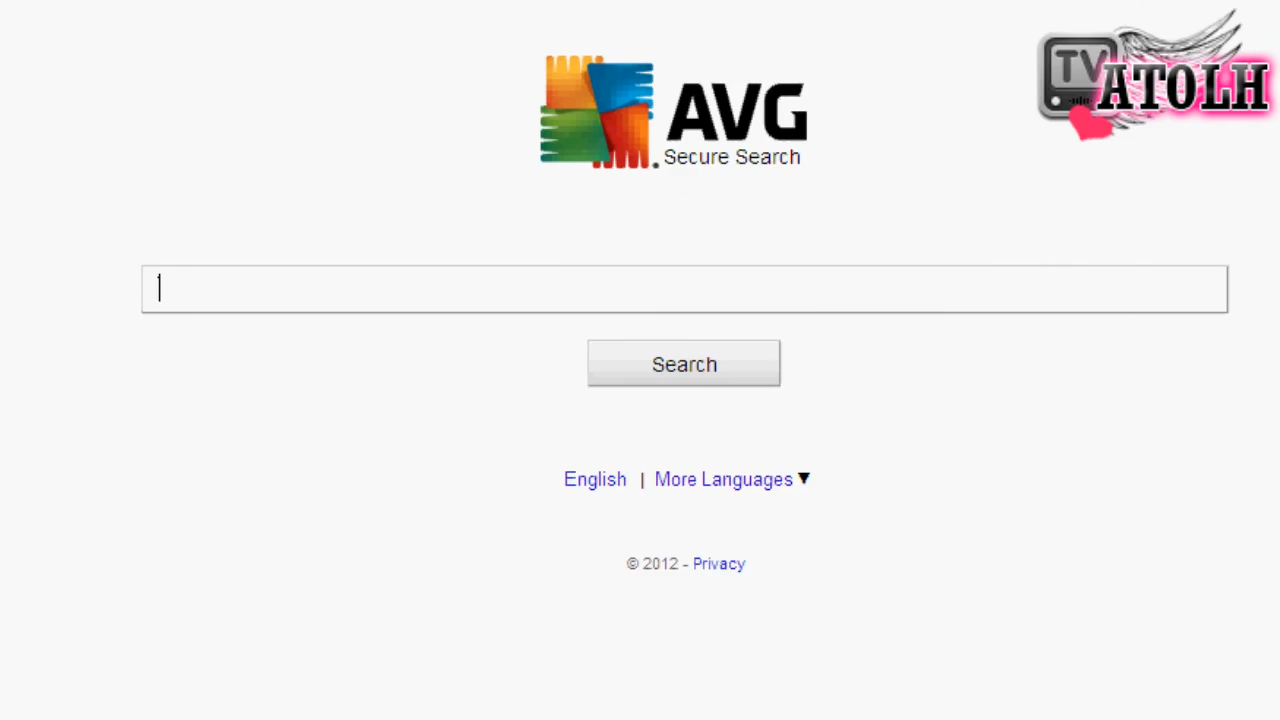 TV
ATOLH
AVG
Secure Search
Search
English | More Languages ▼
© 2012 - Privacy